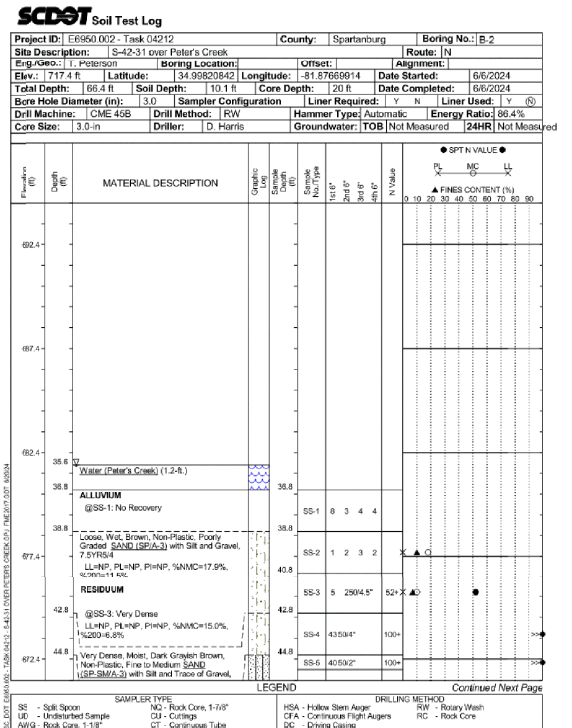 SCDOT Soil Test Log
Project ID: E6950.002 - Task 04212 County: Spartanburg Boring No.: B-2
Site Description: S-42-31 over Peter's Creek Route: N
Eng./Geo.: T. Peterson Boring Location: Offset: Alignment:
Elev.: 717.4 ft Latitude: 34.99820842 Longitude: -81.87669914 Date Started: 6/6/2024
Total Depth: 66.4 ft Soil Depth: 10.1 ft Core Depth: 20 ft Date Completed: 6/6/2024
Bore Hole Diameter (in): 3.0 Sampler Configuration Liner Required: Y N Liner Used: Y N
Drill Machine: CME 45B Drill Method: RW Hammer Type: Automatic Energy Ratio: 86.4%
Core Size: 3.0-in Driller: D. Harris Groundwater: TOB Not Measured 24HR Not Measured
Elevation (ft) Depth (ft) MATERIAL DESCRIPTION Graphic Log Sample Depth (ft) Sample No./Type 1st 6" 2nd 6" 3rd 6" 4th 6" N Value
● SPT N VALUE ●
PL MC LL
▲ FINES CONTENT (%)
0 10 20 30 40 50 60 70 80 90
692.4
687.4
682.4
35.6
Water (Peter's Creek) (1.2-ft.)
36.8 36.8
ALLUVIUM
@SS-1: No Recovery SS-1 8 3 4 4
38.8 38.8
Loose, Wet, Brown, Non-Plastic, Poorly
Graded SAND (SP/A-3) with Silt and Gravel, SS-2 1 2 3 2
7.5YR5/4
677.4
LL=NP, PL=NP, PI=NP, %NMC=17.9%, 40.8
%200=11.5%
RESIDUUM SS-3 5 2 50/4.5" 52+
42.8 42.8
@SS-3: Very Dense
LL=NP, PL=NP, PI=NP, %NMC=15.0%,
%200=6.8% SS-4 43 50/4" 100+ >>●
44.8 44.8
Very Dense, Moist, Dark Grayish Brown,
672.4 Non-Plastic, Fine to Medium SAND SS-5 40 50/2" 100+ >>●
(SP-SM/A-3) with Silt and Trace of Gravel,
LEGEND Continued Next Page
SAMPLER TYPE DRILLING METHOD
SS - Split Spoon NQ - Rock Core, 1-7/8" HSA - Hollow Stem Auger RW - Rotary Wash
UD - Undisturbed Sample CU - Cuttings CFA - Continuous Flight Augers RC - Rock Core
AWG - Rock Core, 1-1/8" CT - Continuous Tube DC - Driving Casing